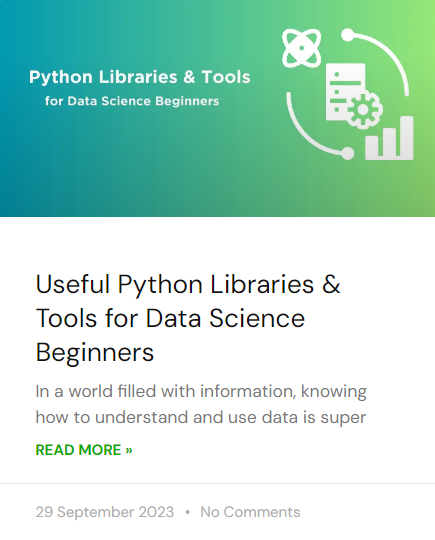 Python Libraries & Tools
for Data Science Beginners
Useful Python Libraries &
Tools for Data Science
Beginners
In a world filled with information, knowing
how to understand and use data is super
READ MORE »
29 September 2023 • No Comments